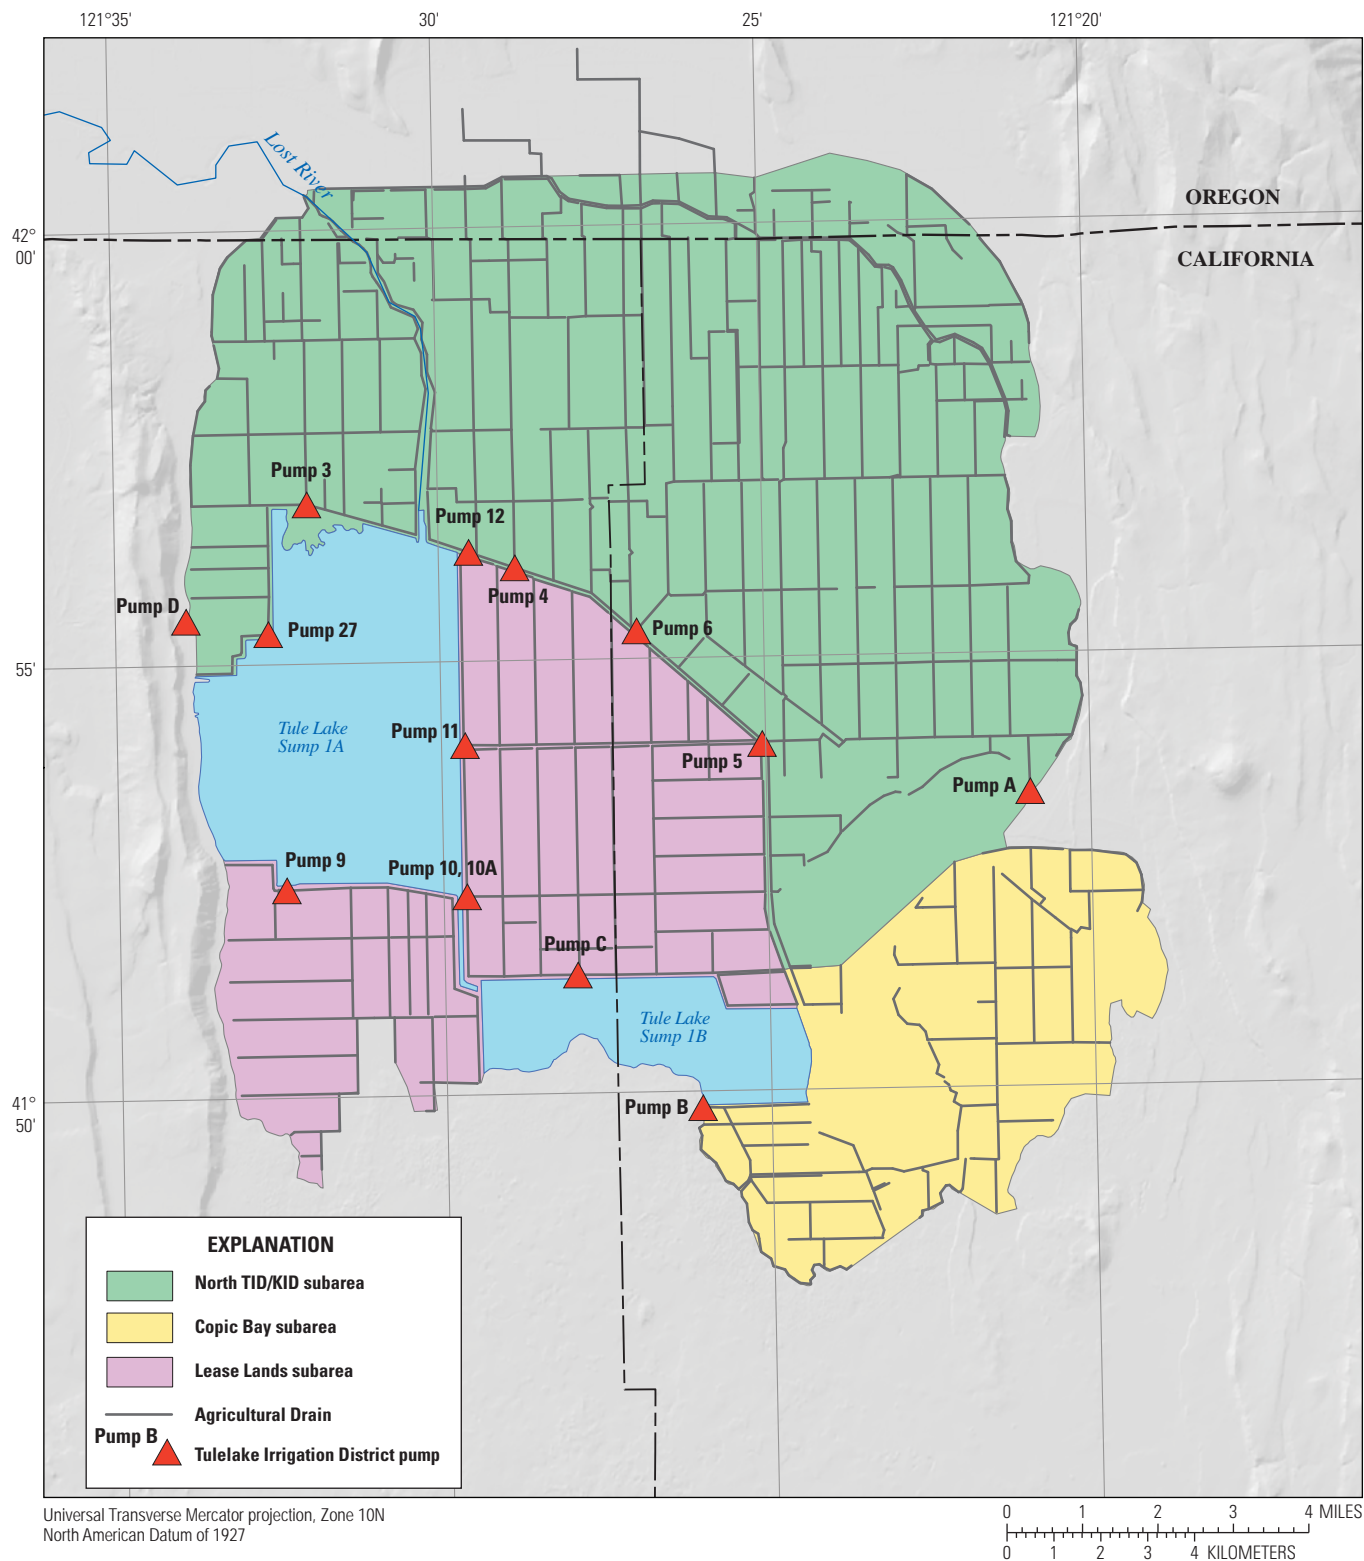 121°35'
30'
25'
121°20'
Lost River
OREGON
42°
00'
CALIFORNIA
Pump 3
Pump 12
Pump 4
Pump D
Pump 27
Pump 6
55'
Tule Lake
Sump 1A
Pump 11
Pump 5
Pump A
Pump 9
Pump 10, 10A
Pump C
Tule Lake
Sump 1B
41°
50'
Pump B
EXPLANATION
North TID/KID subarea
Copic Bay subarea
Lease Lands subarea
Agricultural Drain
Pump B
Tulelake Irrigation District pump
Universal Transverse Mercator projection, Zone 10N
North American Datum of 1927
0 1 2 3 4 MILES
0 1 2 3 4 KILOMETERS